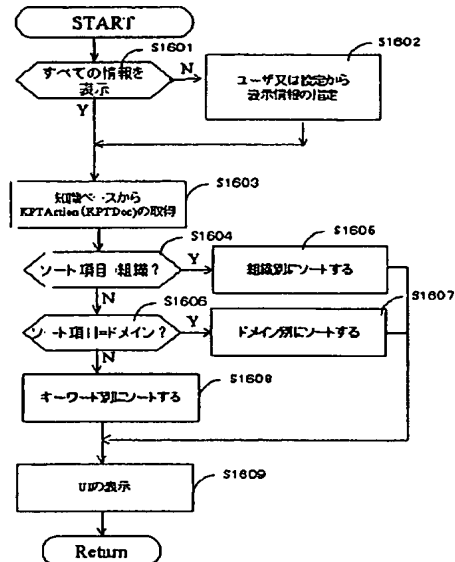 START
S1601
すべての情報を
表示
N
Y
S1602
ユーザ又は設定から
表示情報の指定
S1603
知識ベースから
KPTAction(KPTDoc)の取得
S1604
ソート項目=組織?
Y
N
S1605
組織別にソートする
S1606
ソート項目=ドメイン?
Y
N
S1607
ドメイン別にソートする
S1608
キーワード別にソートする
S1609
UIの表示
Return